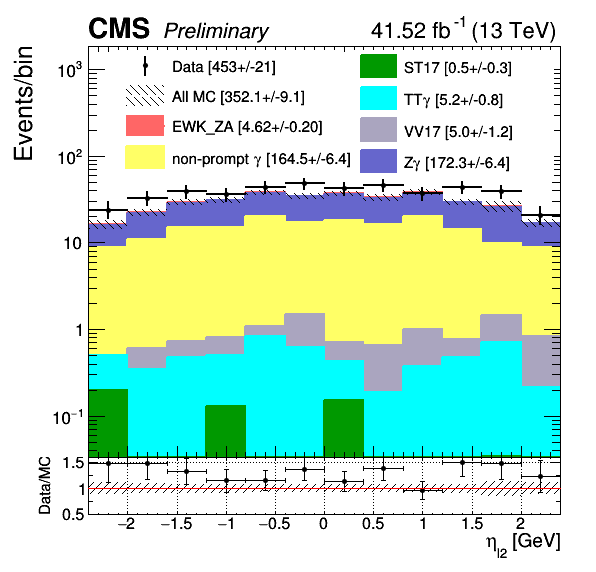 CMS Preliminary 41.52 fb⁻¹ (13 TeV)
Events/bin
Data [453+/-21]
All MC [352.1+/-9.1]
EWK_ZA [4.62+/-0.20]
non-prompt γ [164.5+/-6.4]
ST17 [0.5+/-0.3]
TTγ [5.2+/-0.8]
VV17 [5.0+/-1.2]
Zγ [172.3+/-6.4]
10³
10²
10
1
10⁻¹
Data/MC
1.5
1
0.5
−2 −1.5 −1 −0.5 0 0.5 1 1.5 2
η_l2 [GeV]